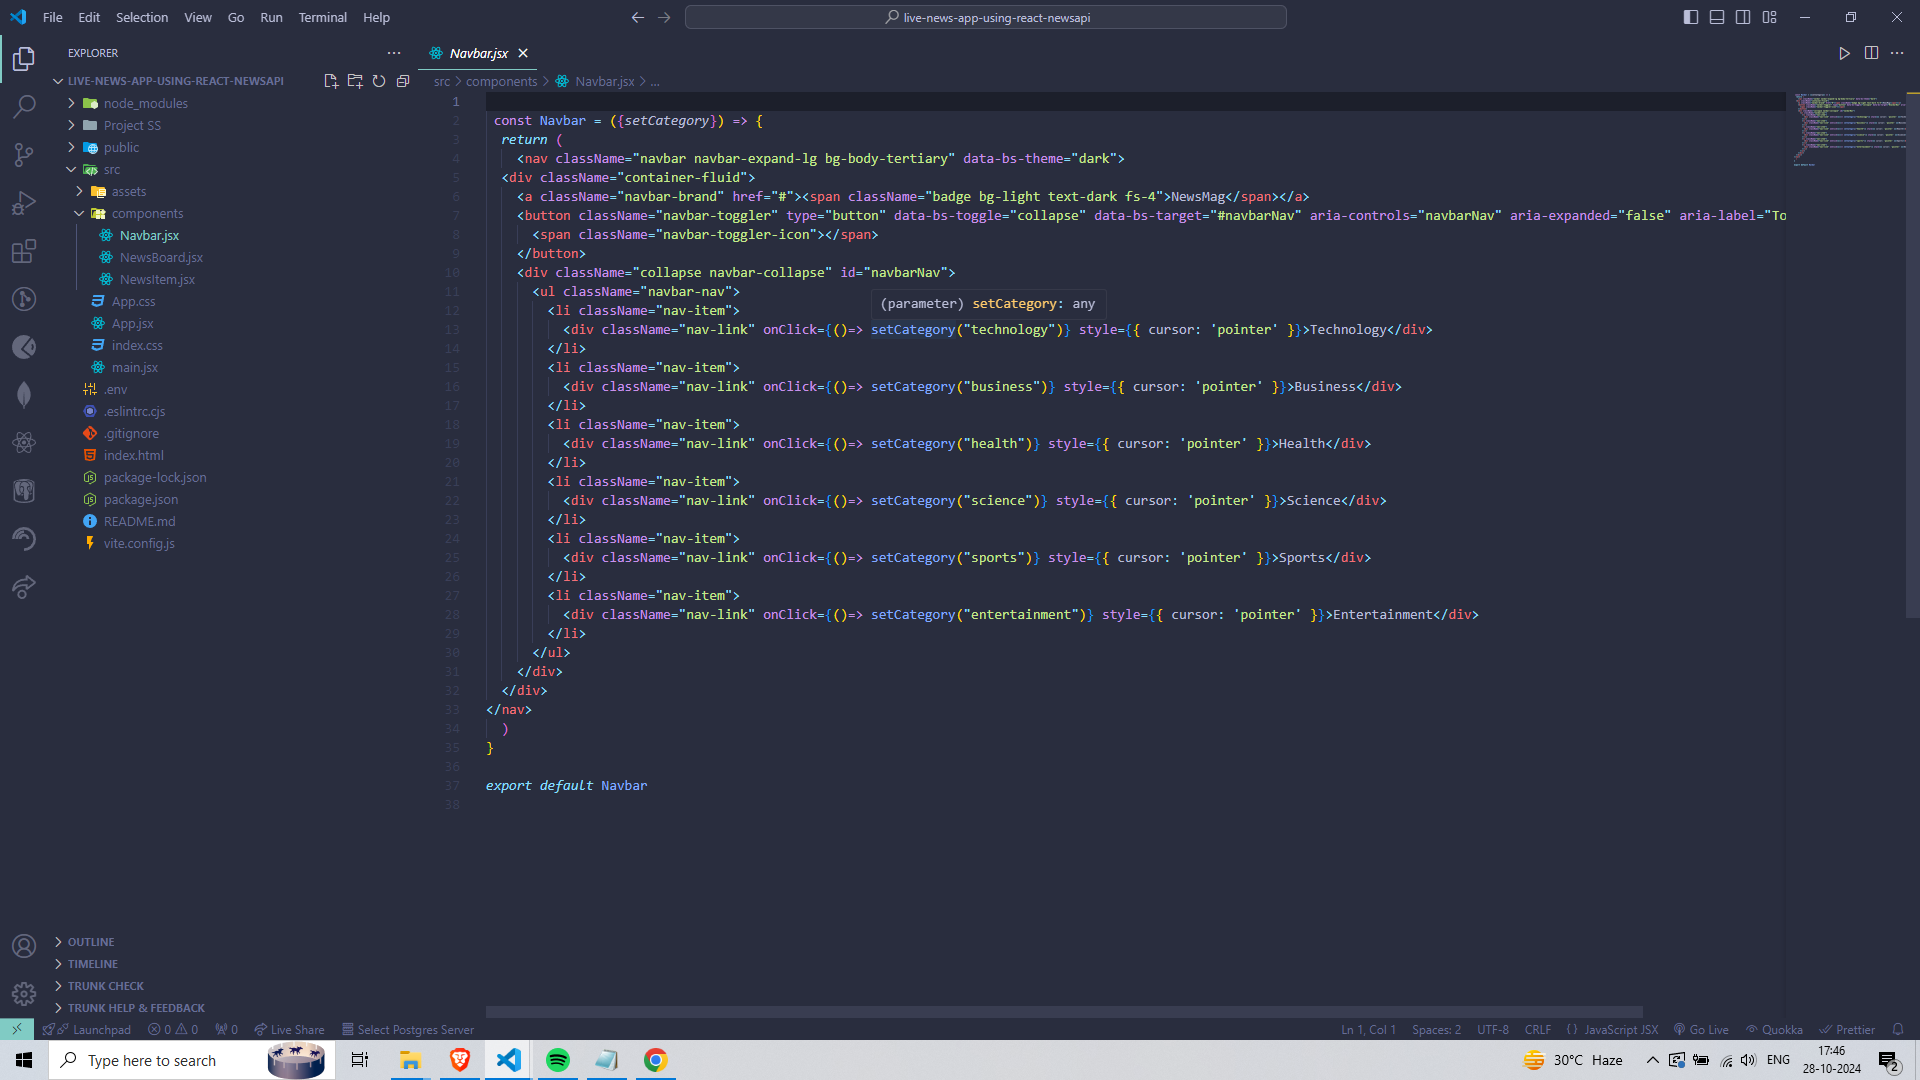 File Edit Selection View Go Run Terminal Help
live-news-app-using-react-newsapi
EXPLORER
LIVE-NEWS-APP-USING-REACT-NEWSAPI
node_modules
Project SS
public
src
assets
components
Navbar.jsx
NewsBoard.jsx
NewsItem.jsx
App.css
App.jsx
index.css
main.jsx
.env
.eslintrc.cjs
.gitignore
index.html
package-lock.json
package.json
README.md
vite.config.js
OUTLINE
TIMELINE
TRUNK CHECK
TRUNK HELP & FEEDBACK
Navbar.jsx
src > components > Navbar.jsx > ...
1
2 const Navbar = ({setCategory}) => {
3 return (
4 <nav className="navbar navbar-expand-lg bg-body-tertiary" data-bs-theme="dark">
5 <div className="container-fluid">
6 <a className="navbar-brand" href="#"><span className="badge bg-light text-dark fs-4">NewsMag</span></a>
7 <button className="navbar-toggler" type="button" data-bs-toggle="collapse" data-bs-target="#navbarNav" aria-controls="navbarNav" aria-expanded="false" aria-label="To
8 <span className="navbar-toggler-icon"></span>
9 </button>
10 <div className="collapse navbar-collapse" id="navbarNav">
11 <ul className="navbar-nav">
(parameter) setCategory: any
12 <li className="nav-item">
13 <div className="nav-link" onClick={()=> setCategory("technology")} style={{ cursor: 'pointer' }}>Technology</div>
14 </li>
15 <li className="nav-item">
16 <div className="nav-link" onClick={()=> setCategory("business")} style={{ cursor: 'pointer' }}>Business</div>
17 </li>
18 <li className="nav-item">
19 <div className="nav-link" onClick={()=> setCategory("health")} style={{ cursor: 'pointer' }}>Health</div>
20 </li>
21 <li className="nav-item">
22 <div className="nav-link" onClick={()=> setCategory("science")} style={{ cursor: 'pointer' }}>Science</div>
23 </li>
24 <li className="nav-item">
25 <div className="nav-link" onClick={()=> setCategory("sports")} style={{ cursor: 'pointer' }}>Sports</div>
26 </li>
27 <li className="nav-item">
28 <div className="nav-link" onClick={()=> setCategory("entertainment")} style={{ cursor: 'pointer' }}>Entertainment</div>
29 </li>
30 </ul>
31 </div>
32 </div>
33 </nav>
34 )
35 }
36
37 export default Navbar
38
Launchpad 0 0 0 Live Share Select Postgres Server Ln 1, Col 1 Spaces: 2 UTF-8 CRLF {} JavaScript JSX Go Live Quokka Prettier
Type here to search 30°C Haze ENG 17:46
28-10-2024 2